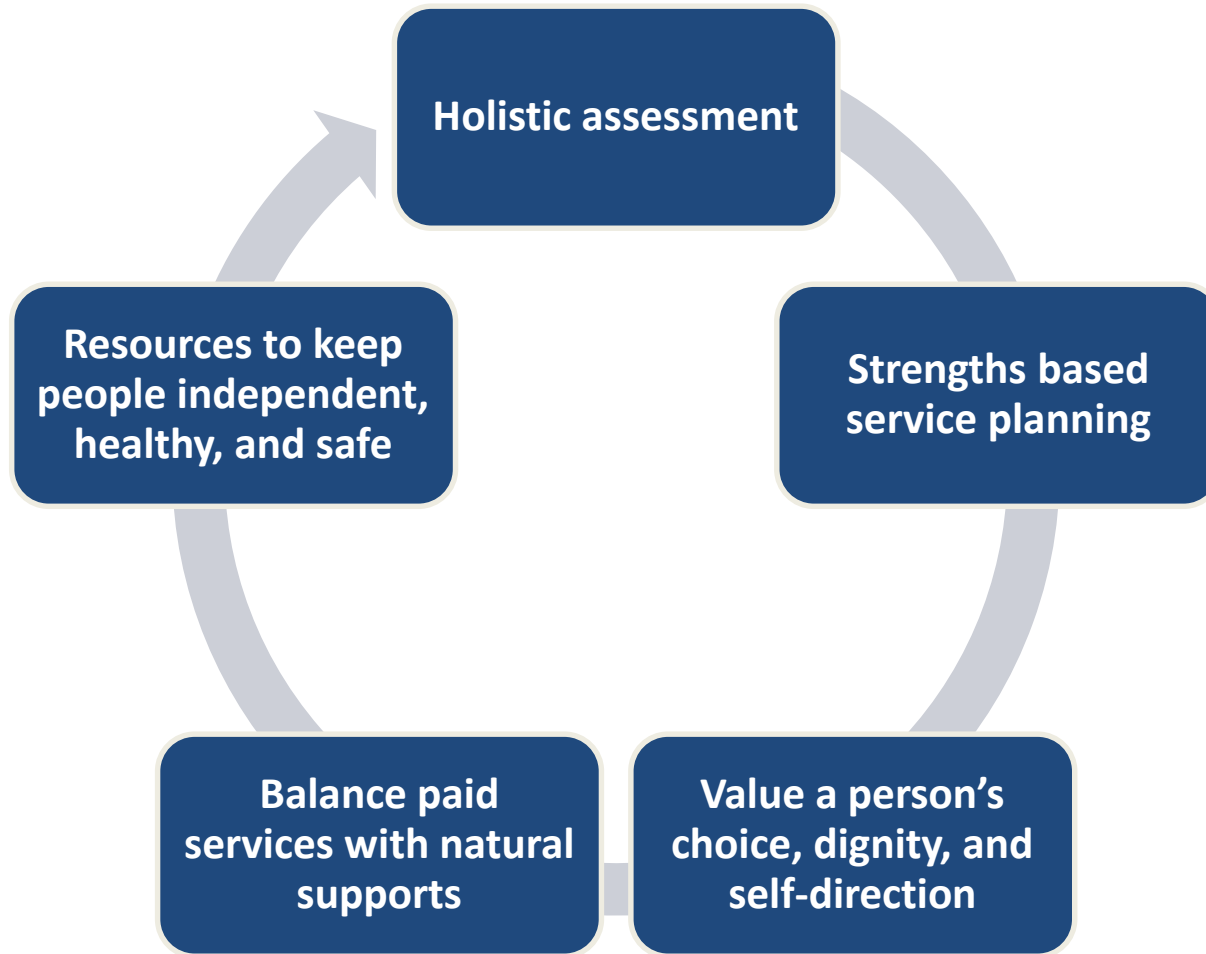 Holistic assessment
Strengths based
service planning
Value a person’s
choice, dignity, and
self-direction
Balance paid
services with natural
supports
Resources to keep
people independent,
healthy, and safe